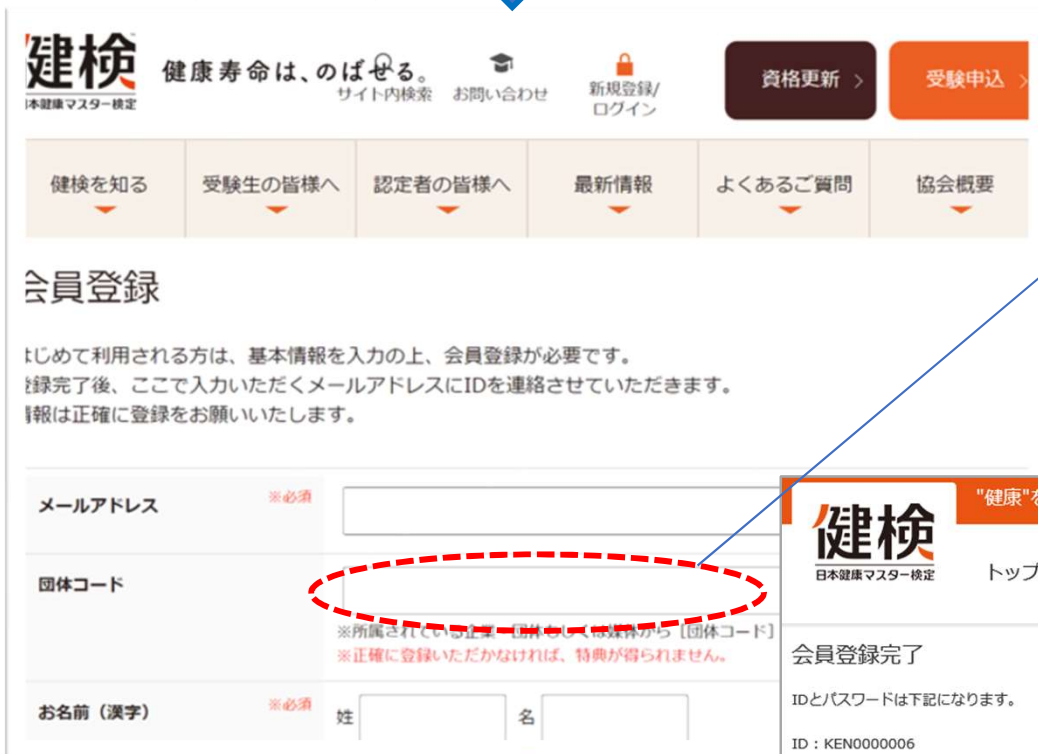 健検
日本健康マスター検定
健康寿命は、のばせる。
サイト内検索
お問い合わせ
新規登録/
ログイン
資格更新 >
受験申込 >
健検を知る
受験生の皆様へ
認定者の皆様へ
最新情報
よくあるご質問
協会概要
会員登録
はじめて利用される方は、基本情報を入力の上、会員登録が必要です。
登録完了後、ここで入力いただくメールアドレスにIDを連絡させていただきます。
情報は正確に登録をお願いいたします。
メールアドレス ※必須
団体コード
※所属されている企業・団体もしくは媒体から［団体コード］
※正確に登録いただかなければ、特典が得られません。
お名前（漢字） ※必須 姓 名
"健康"を
健検
日本健康マスター検定
トップ
会員登録完了
IDとパスワードは下記になります。
ID：KEN0000006